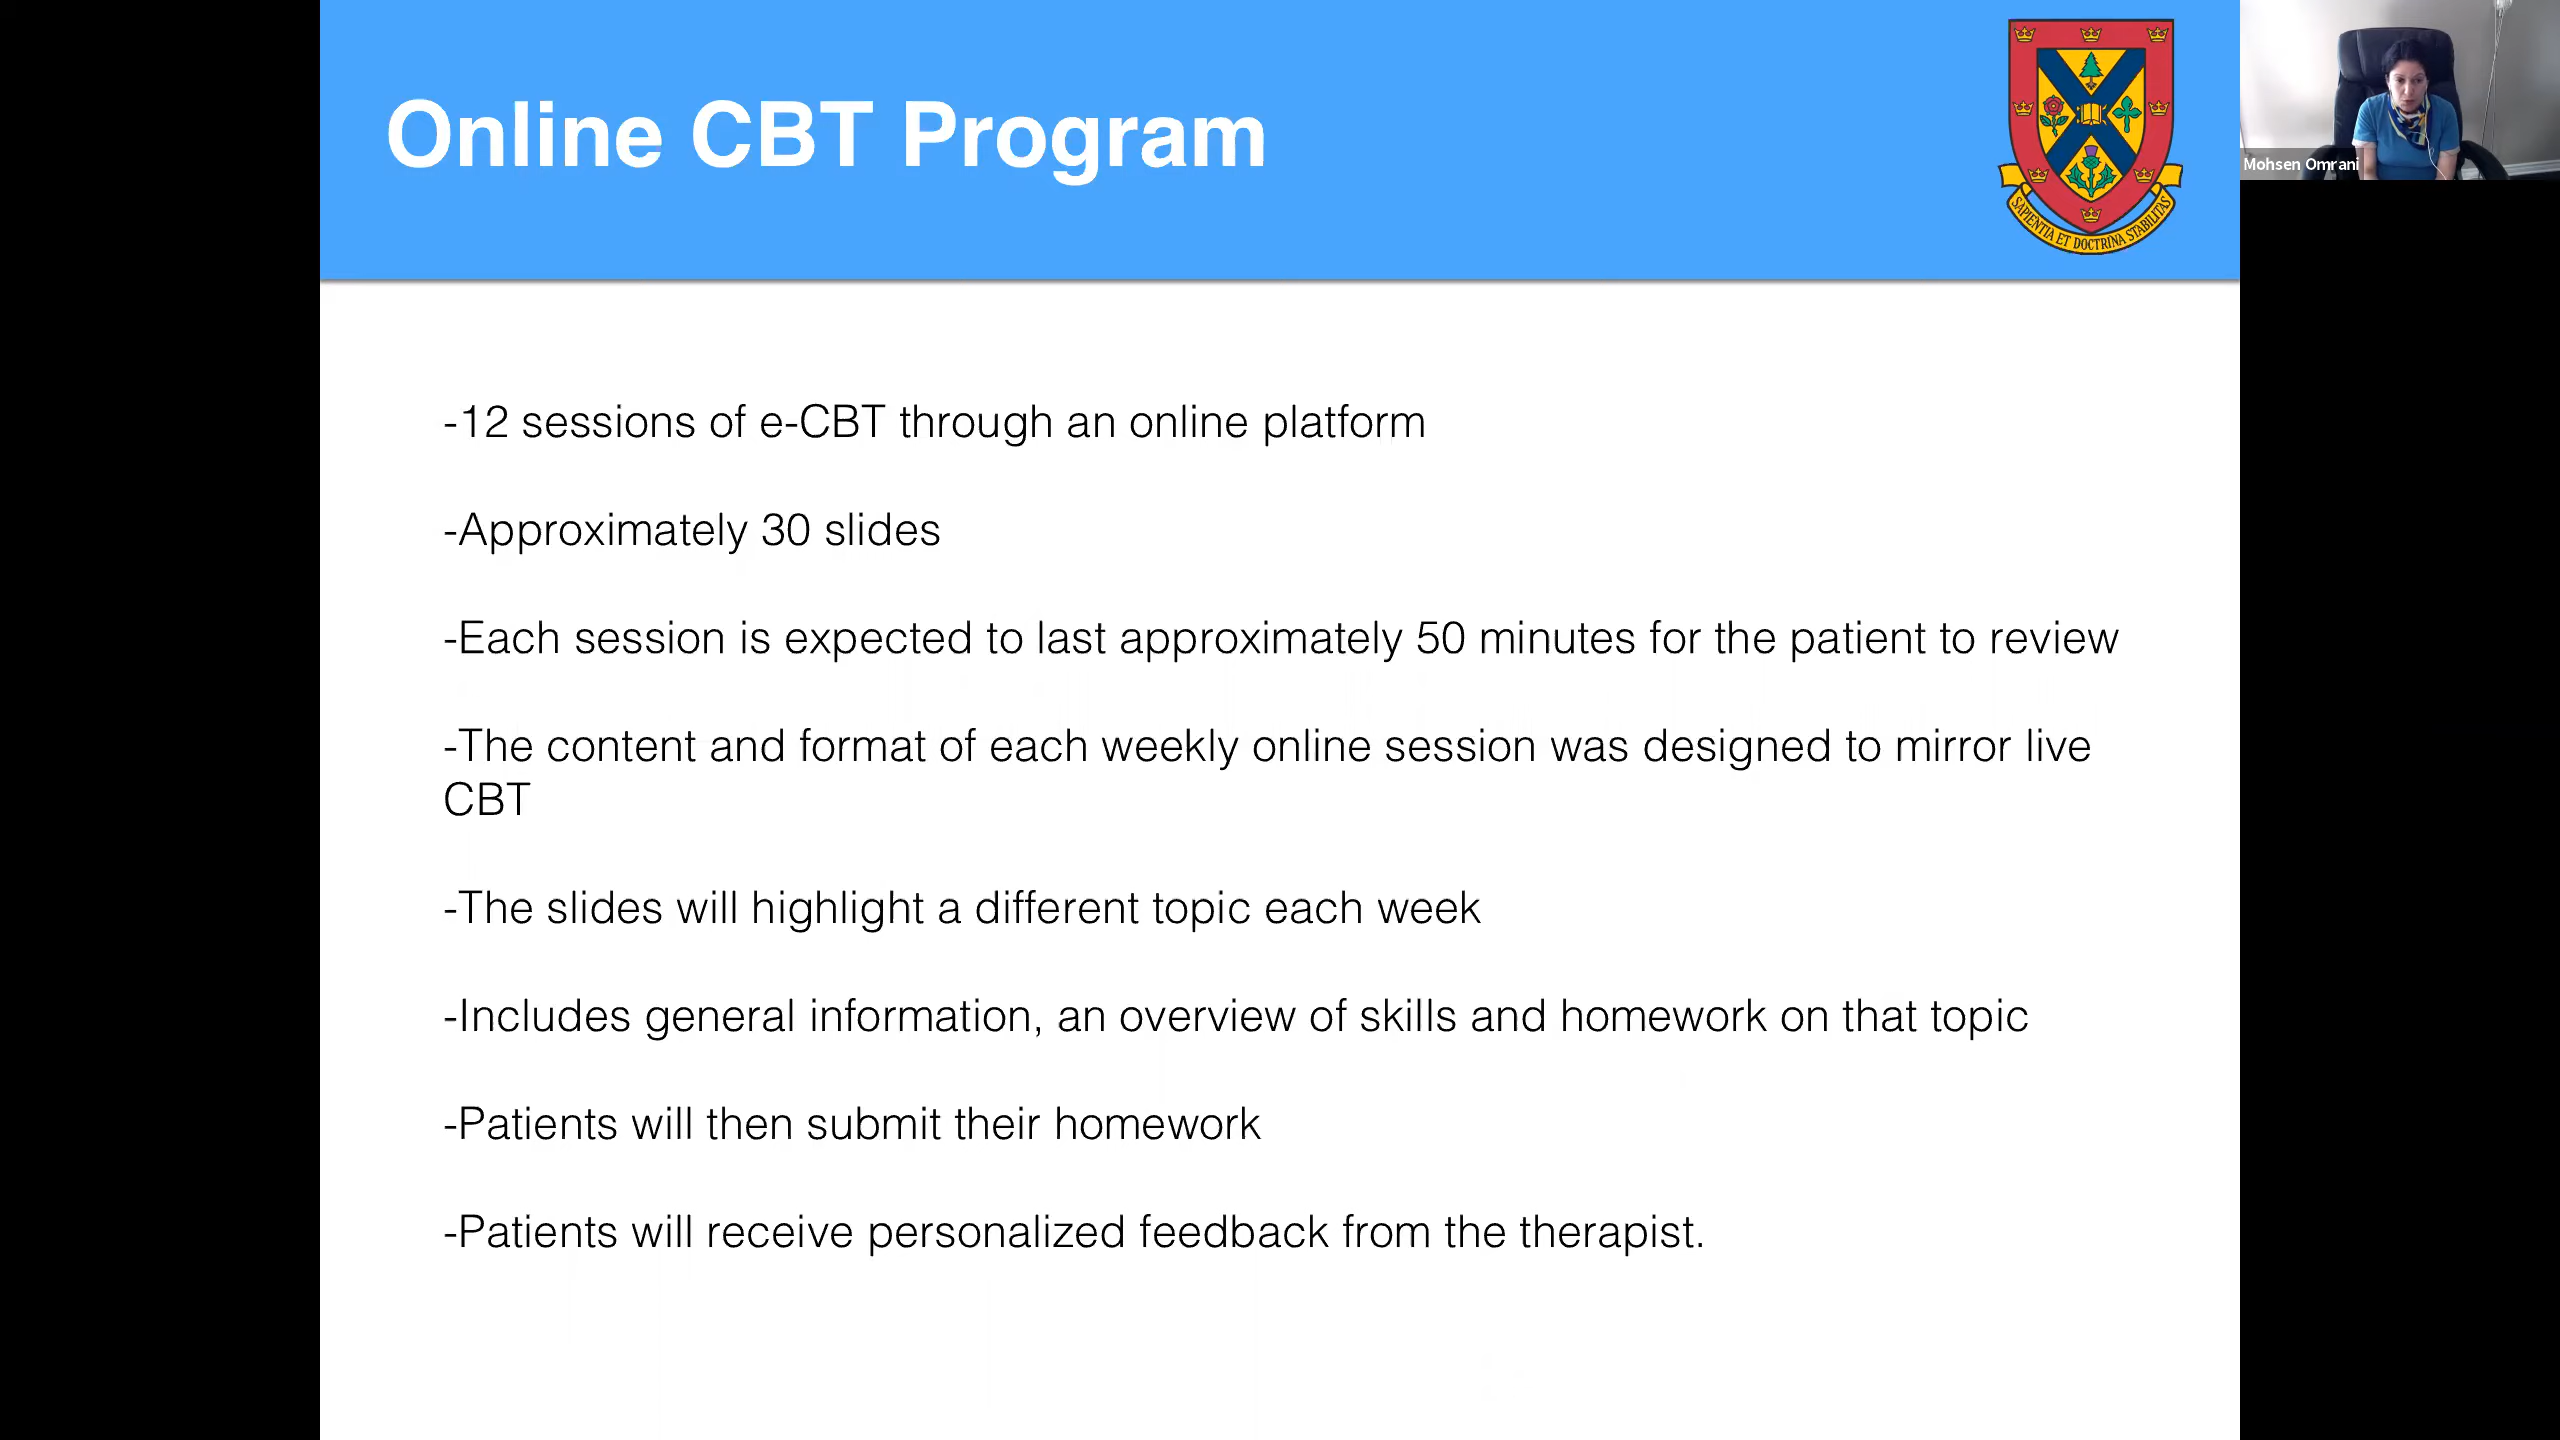 Online CBT Program
SAPIENTIA ET DOCTRINA STABILITAS
Mohsen Omrani
-12 sessions of e-CBT through an online platform
-Approximately 30 slides
-Each session is expected to last approximately 50 minutes for the patient to review
-The content and format of each weekly online session was designed to mirror live
CBT
-The slides will highlight a different topic each week
-Includes general information, an overview of skills and homework on that topic
-Patients will then submit their homework
-Patients will receive personalized feedback from the therapist.